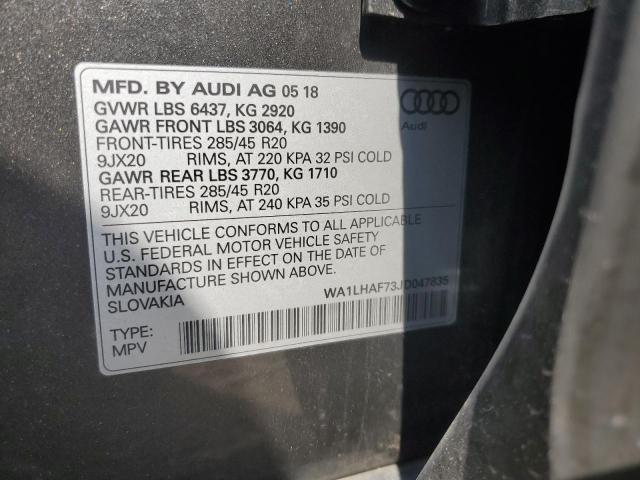 MFD. BY AUDI AG 05 18
GVWR LBS 6437, KG 2920
GAWR FRONT LBS 3064, KG 1390
FRONT-TIRES 285/45 R20
9JX20 RIMS, AT 220 KPA 32 PSI COLD
GAWR REAR LBS 3770, KG 1710
REAR-TIRES 285/45 R20
9JX20 RIMS, AT 240 KPA 35 PSI COLD
Audi
THIS VEHICLE CONFORMS TO ALL APPLICABLE
U.S. FEDERAL MOTOR VEHICLE SAFETY
STANDARDS IN EFFECT ON THE DATE OF
MANUFACTURE SHOWN ABOVE.
SLOVAKIA
WA1LHAF73JD047835
TYPE:
MPV